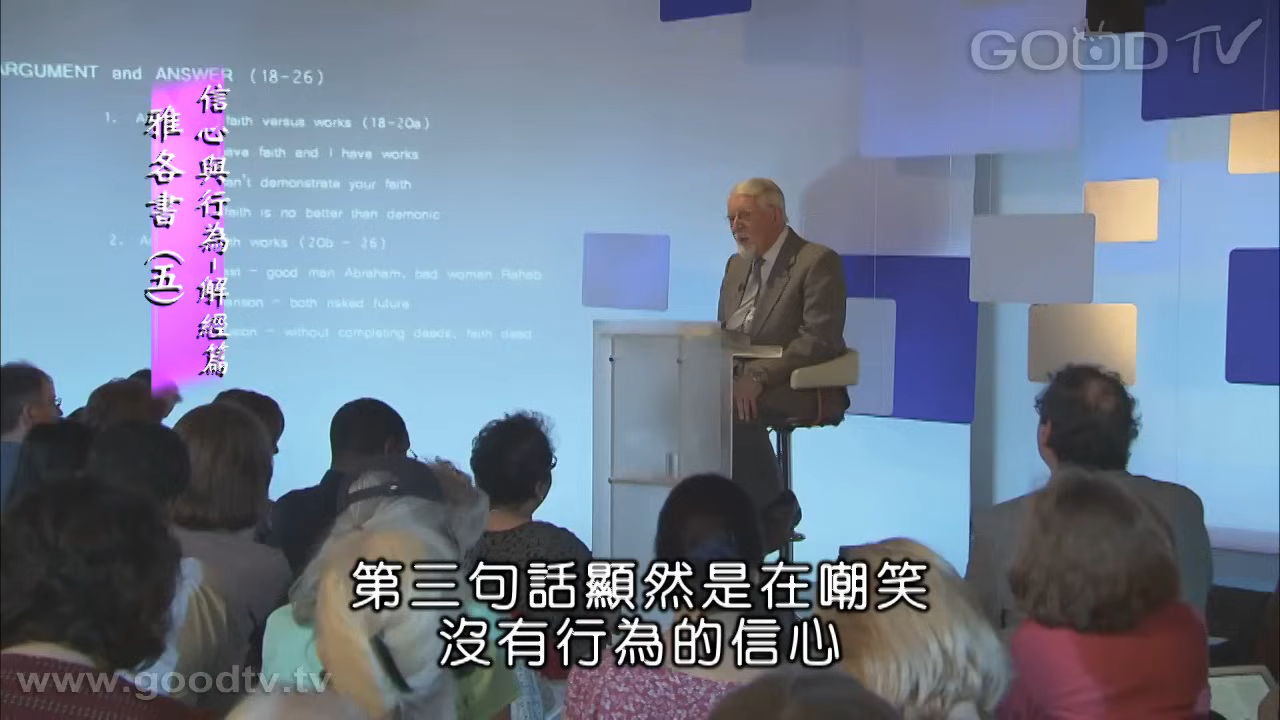 GOOD TV
ARGUMENT and ANSWER (18-26)
1. A faith versus works (18-20a)
have faith and I have works
can't demonstrate your faith
faith is no better than demonic
2. A works (20b - 26)
- good man Abraham, bad woman Rahab
- both risked future
- without completing deeds, faith dead
信心與行為-解經篇
雅各書(五)
第三句話顯然是在嘲笑
沒有行為的信心
www.goodtv.tv